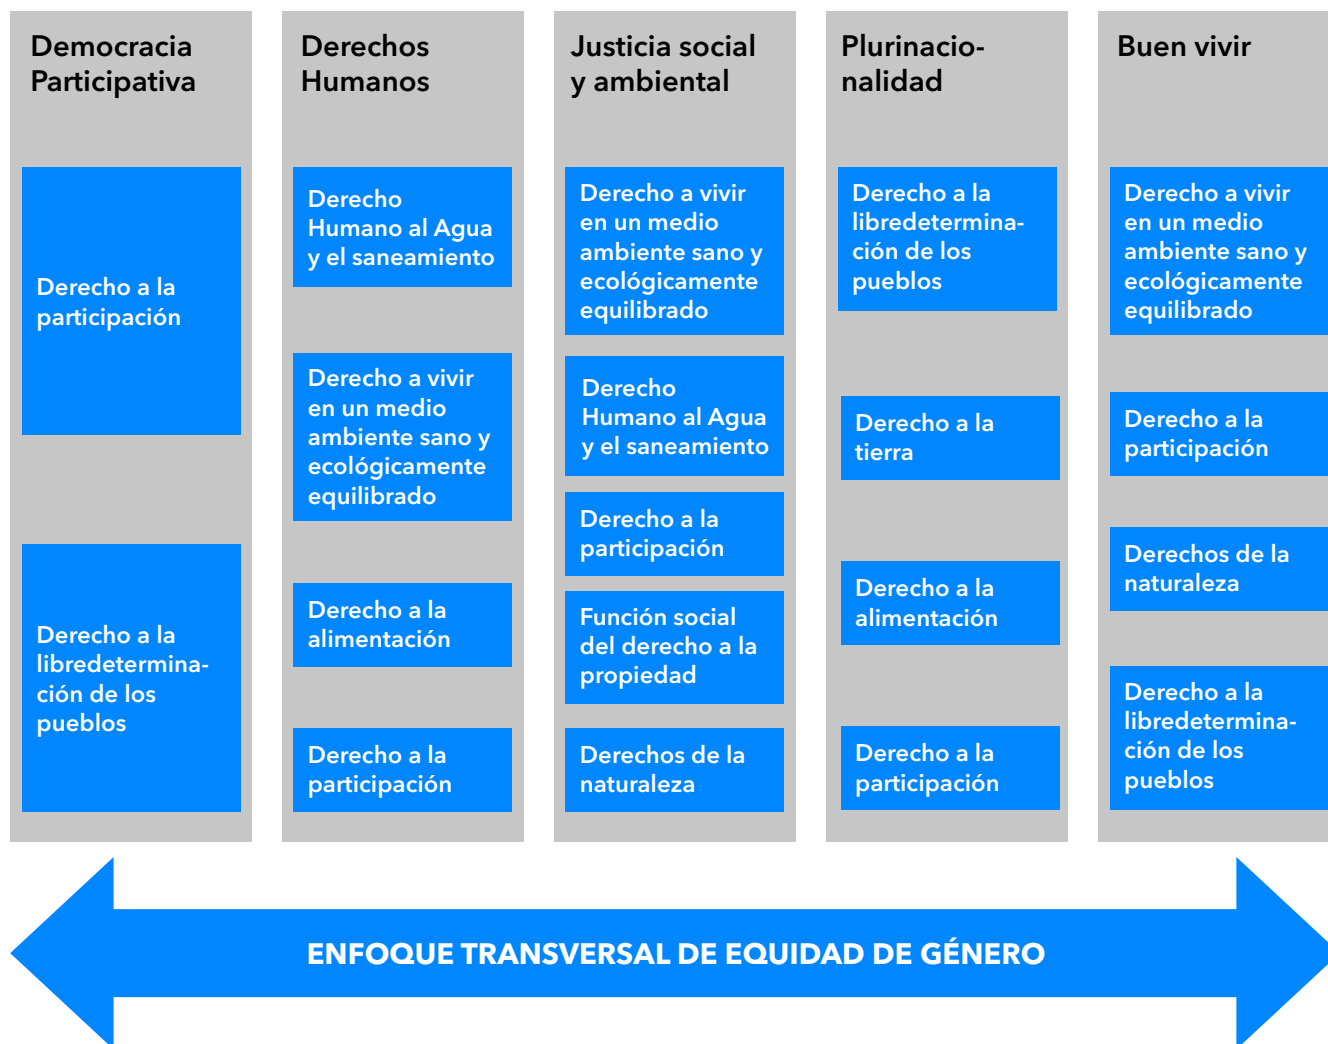 Democracia
Participativa
Derecho a la
participación
Derecho a la
libredetermina-
ción de los
pueblos
Derechos
Humanos
Derecho
Humano al Agua
y el saneamiento
Derecho a vivir
en un medio
ambiente sano y
ecológicamente
equilibrado
Derecho a la
alimentación
Derecho a la
participación
Justicia social
y ambiental
Derecho a vivir
en un medio
ambiente sano y
ecológicamente
equilibrado
Derecho
Humano al Agua
y el saneamiento
Derecho a la
participación
Función social
del derecho a la
propiedad
Derechos de la
naturaleza
Plurinacio-
nalidad
Derecho a la
libredetermina-
ción de los
pueblos
Derecho a la
tierra
Derecho a la
alimentación
Derecho a la
participación
Buen vivir
Derecho a vivir
en un medio
ambiente sano y
ecológicamente
equilibrado
Derecho a la
participación
Derechos de la
naturaleza
Derecho a la
libredetermina-
ción de los
pueblos
ENFOQUE TRANSVERSAL DE EQUIDAD DE GÉNERO